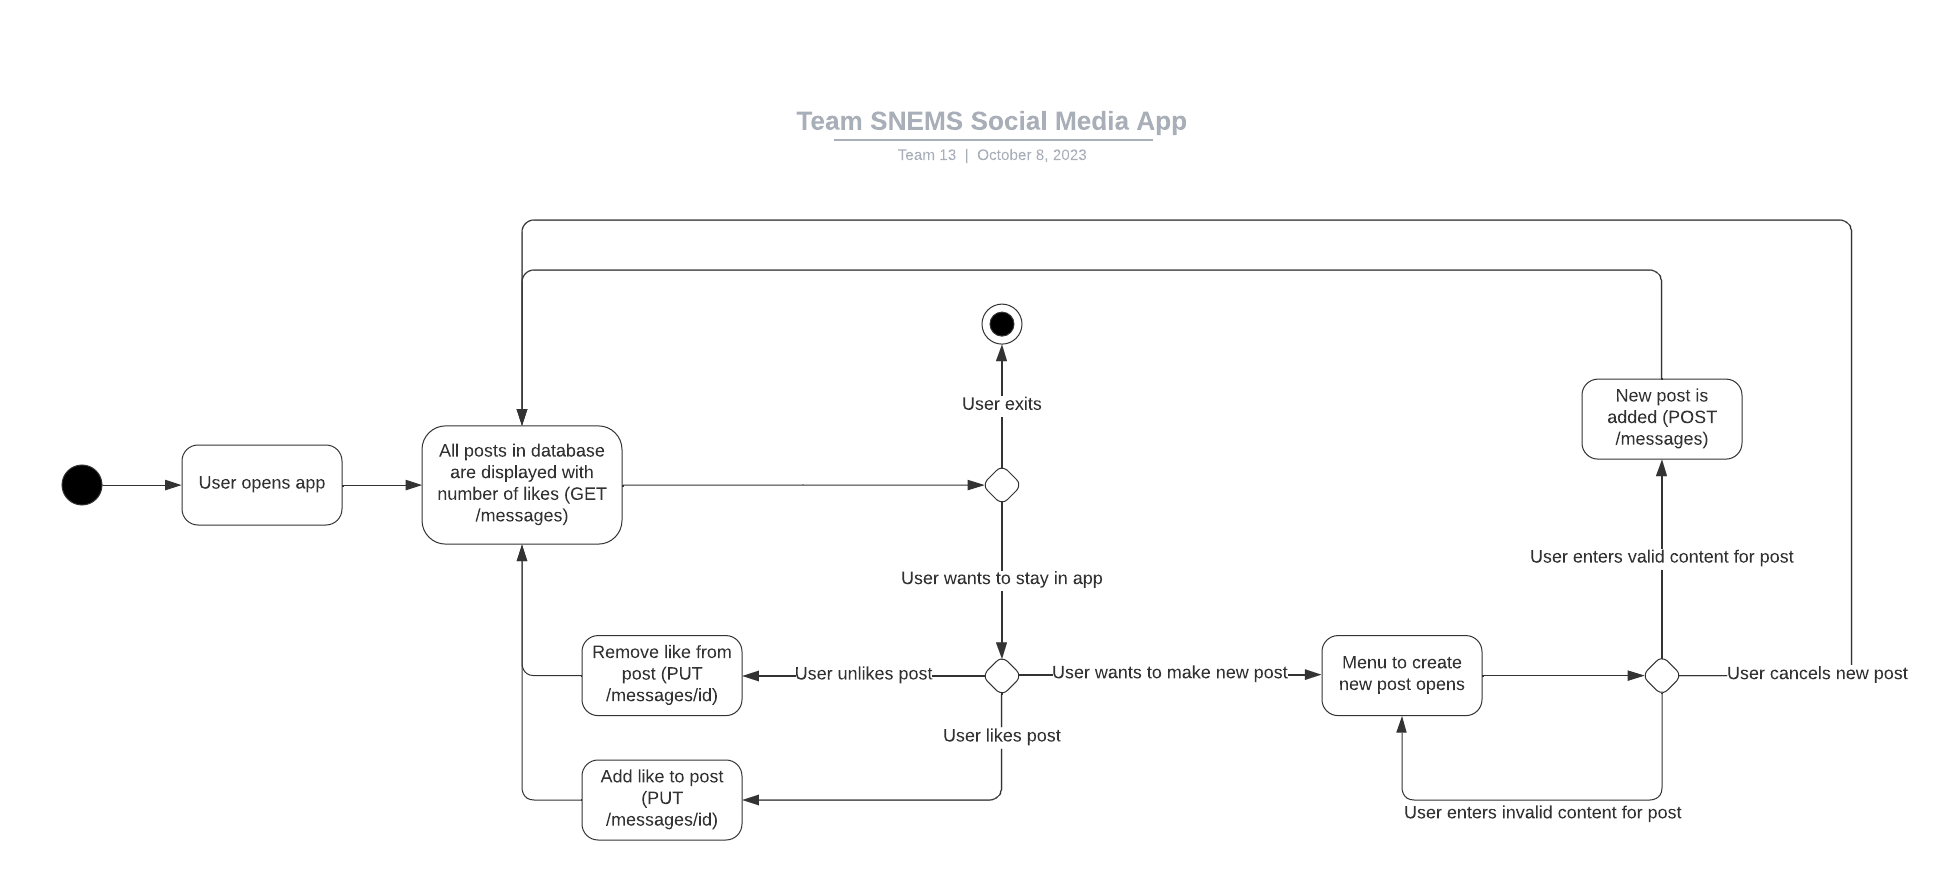 Team SNEMS Social Media App
Team 13 | October 8, 2023
User exits
New post is
added (POST
/messages)
User opens app
All posts in database
are displayed with
number of likes (GET
/messages)
User enters valid content for post
User wants to stay in app
Remove like from
post (PUT
/messages/id)
User unlikes post
User wants to make new post
Menu to create
new post opens
User cancels new post
User likes post
Add like to post
(PUT
/messages/id)
User enters invalid content for post